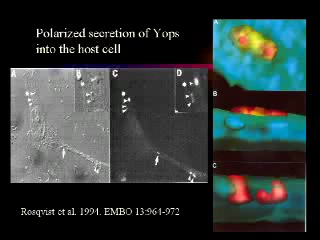 Polarized secretion of Yops
into the host cell
A
B
C
D
A
B
C
Rosqvist et al. 1994. EMBO 13:964-972